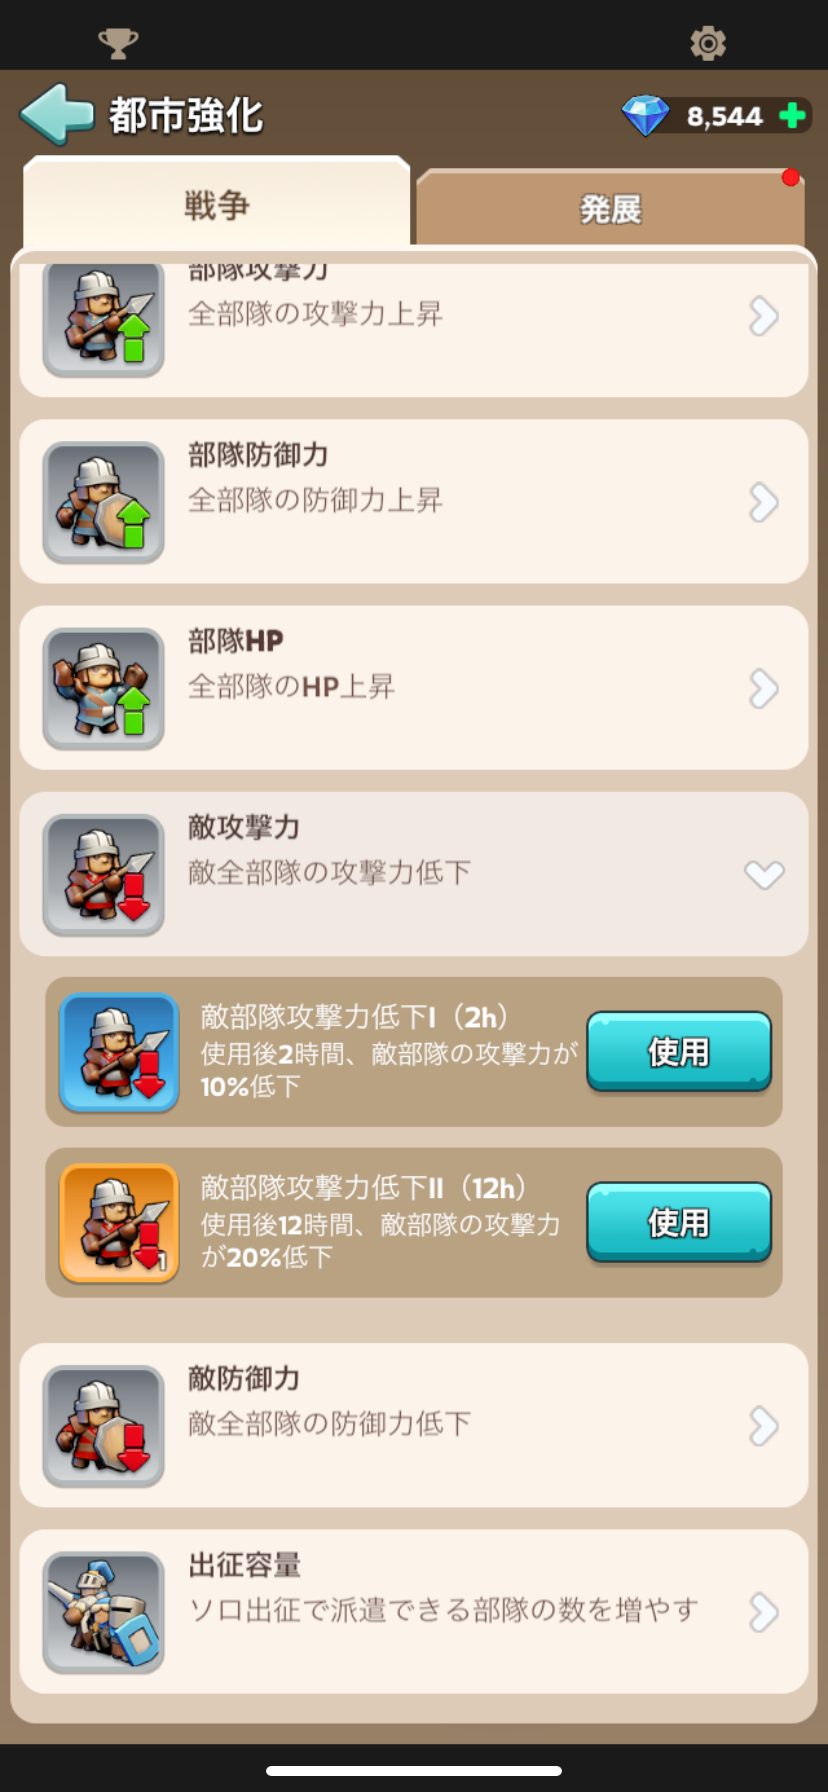 都市強化
8,544
戦争
発展
部隊攻撃力
全部隊の攻撃力上昇
部隊防御力
全部隊の防御力上昇
部隊HP
全部隊のHP上昇
敵攻撃力
敵全部隊の攻撃力低下
敵部隊攻撃力低下I（2h）
使用後2時間、敵部隊の攻撃力が
10%低下
使用
敵部隊攻撃力低下II（12h）
使用後12時間、敵部隊の攻撃力
が20%低下
1
使用
敵防御力
敵全部隊の防御力低下
出征容量
ソロ出征で派遣できる部隊の数を増やす